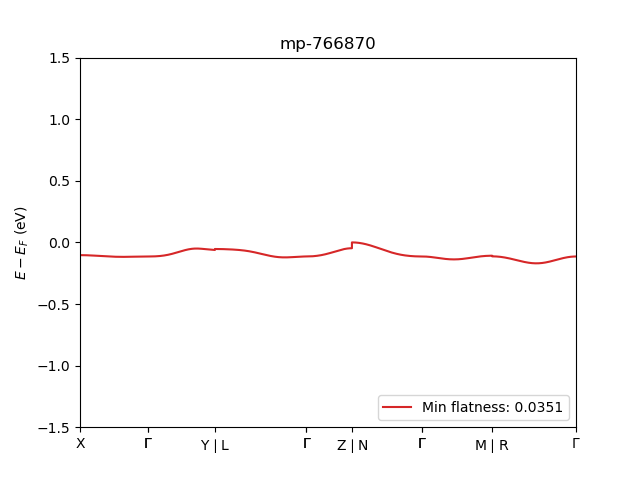 mp-766870
1.5
1.0
0.5
0.0
−0.5
−1.0
−1.5
E − E_F (eV)
Min flatness: 0.0351
X Γ Y | L Γ Z | N Γ M | R Γ